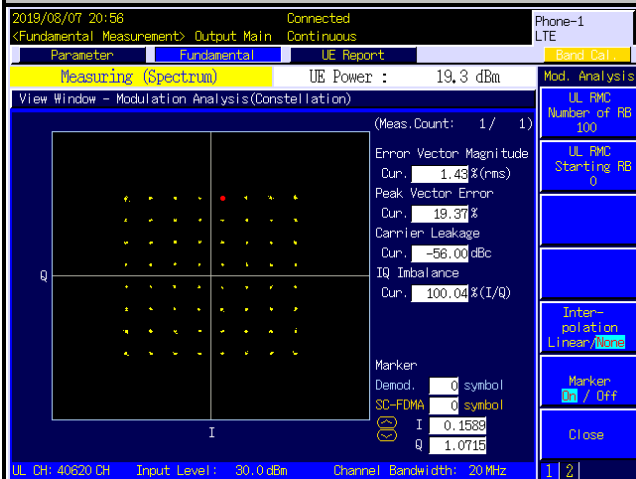 2019/08/07 20:56 Connected Phone-1
<Fundamental Measurement> Output Main Continuous LTE
Parameter Fundamental UE Report Band Cal.
Measuring (Spectrum) UE Power : 19.3 dBm Mod. Analysis
View Window - Modulation Analysis(Constellation)
UL RMC
Number of RB
100
(Meas.Count: 1/ 1)
UL RMC
Starting RB
0
Error Vector Magnitude
Cur. 1.43 %(rms)
Peak Vector Error
Cur. 19.37 %
Carrier Leakage
Cur. -56.00 dBc
IQ Imbalance
Cur. 100.04 %(I/Q)
Q
I
Inter-
polation
Linear/None
Marker
Demod. 0 symbol
SC-FDMA 0 symbol
I 0.1589
Q 1.0715
Marker
On / Off
Close
UL CH: 40620 CH Input Level: 30.0 dBm Channel Bandwidth: 20 MHz 1 2